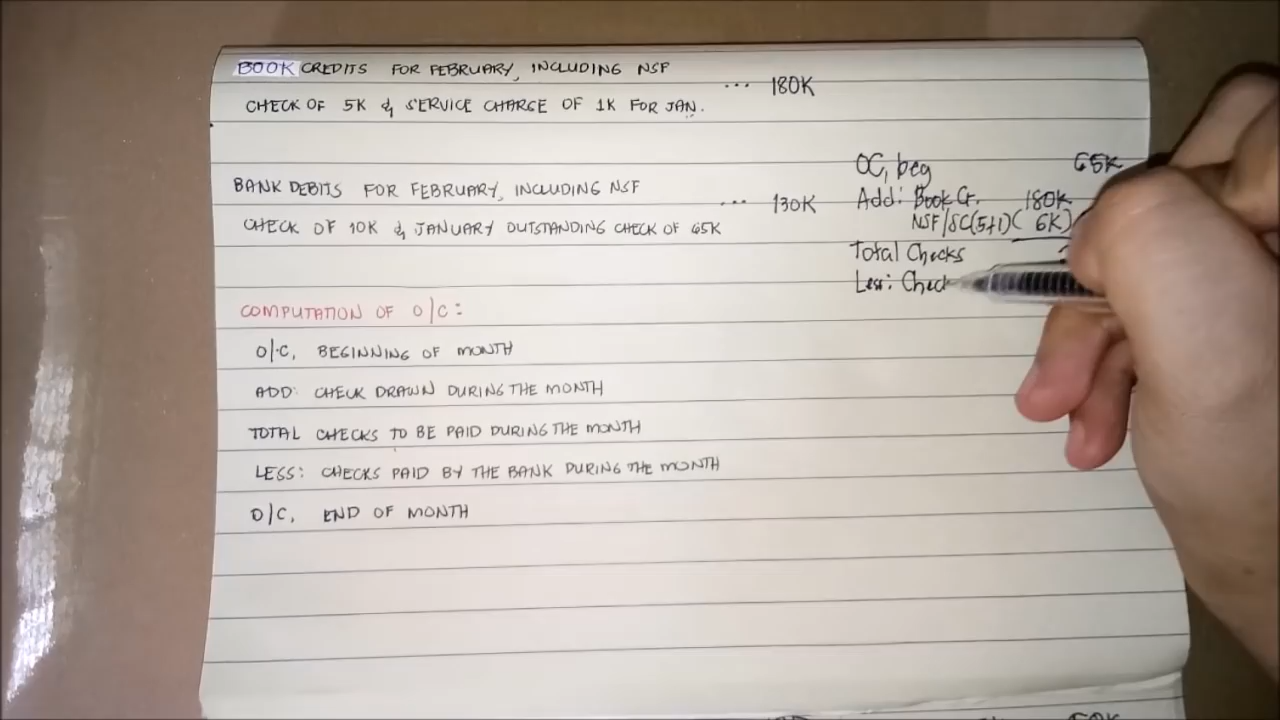 BOOK CREDITS FOR FEBRUARY, INCLUDING NSF
... 180K
CHECK OF 5K & SERVICE CHARGE OF 1K FOR JAN.
BANK DEBITS FOR FEBRUARY, INCLUDING NSF
... 130K
CHECK OF 10K & JANUARY OUTSTANDING CHECK OF 65K
COMPUTATION OF O/C:
O/C, BEGINNING OF MONTH
ADD: CHECK DRAWN DURING THE MONTH
TOTAL CHECKS TO BE PAID DURING THE MONTH
LESS: CHECKS PAID BY THE BANK DURING THE MONTH
O/C, END OF MONTH
OC, beg 65K
Add: Book Cr. 180K
NSF/SC(5+1) ( 6K)
Total Checks
Less: Chec